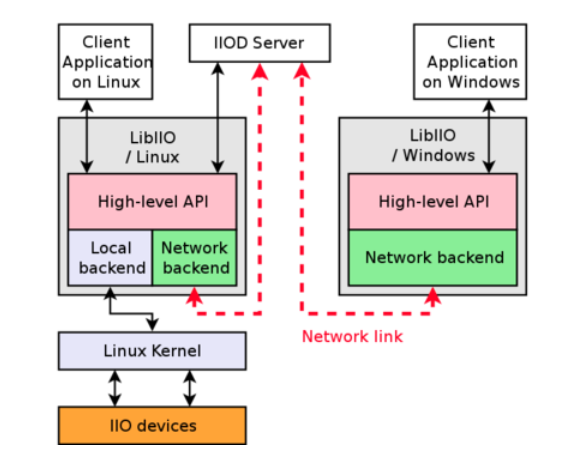 Client
Application
on Linux
IIOD Server
Client
Application
on Windows
LibIIO
/ Linux
LibIIO
/ Windows
High-level API
High-level API
Local
backend
Network
backend
Network backend
Network link
Linux Kernel
IIO devices